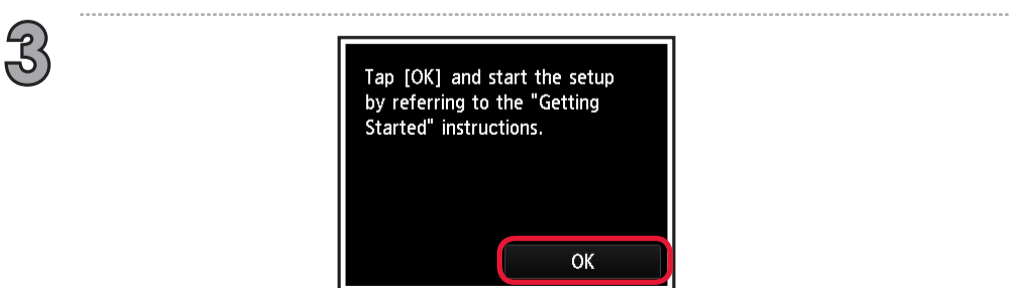 3
Tap [OK] and start the setup
by referring to the "Getting
Started" instructions.
OK